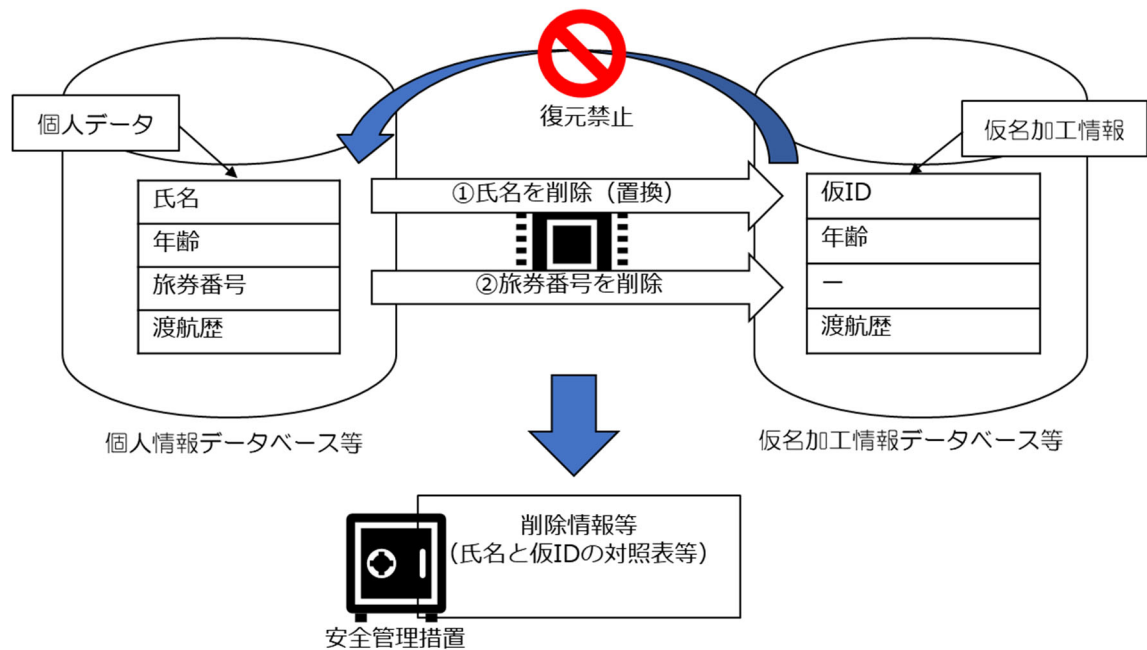 復元禁止
個人データ
仮名加工情報
氏名
年齢
旅券番号
渡航歴
①氏名を削除（置換）
②旅券番号を削除
仮ID
年齢
ー
渡航歴
個人情報データベース等
仮名加工情報データベース等
削除情報等
（氏名と仮IDの対照表等）
安全管理措置